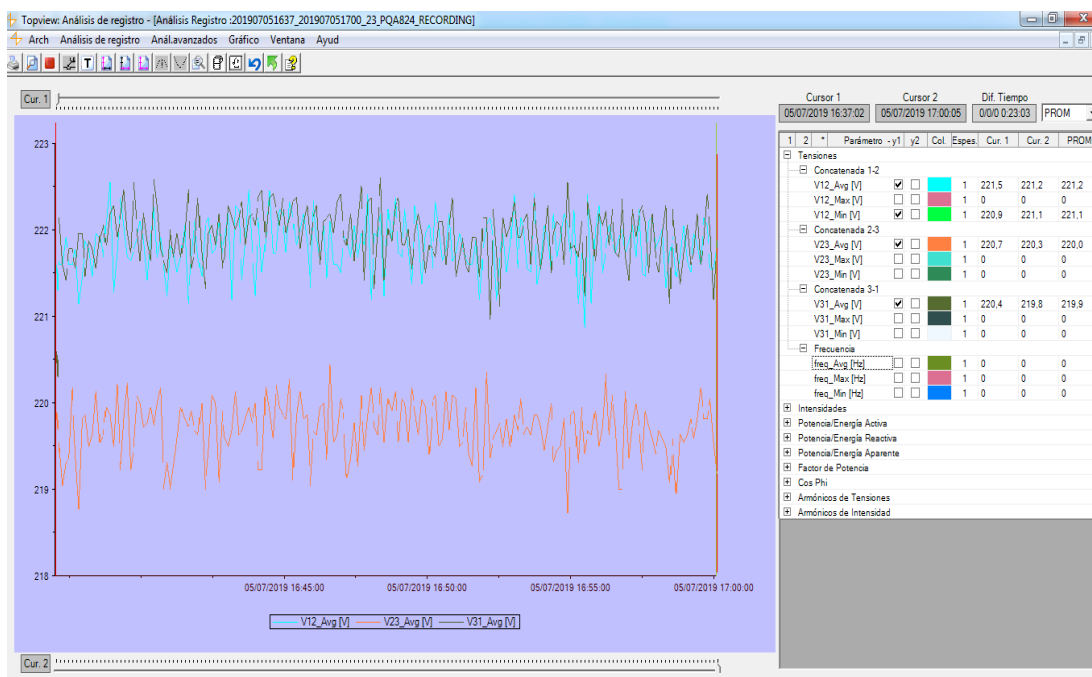 Topview: Análisis de registro - [Análisis Registro :201907051637_201907051700_23_PQA824_RECORDING]
Arch Análisis de registro Análi.avanzados Gráfico Ventana Ayud
Cur. 1
223
222
221
220
219
218
05/07/2019 16:45:00 05/07/2019 16:50:00 05/07/2019 16:55:00 05/07/2019 17:00:00
V12_Avg [V] V23_Avg [V] V31_Avg [V]
Cur. 2
Cursor 1 Cursor 2 Dif. Tiempo
05/07/2019 16:37:02 05/07/2019 17:00:05 0/0/0 0:23:03 PROM
1 2 * Parámetro - y1 y2 Col. Espes. Cur. 1 Cur. 2 PROM
Tensiones
Concatenada 1-2
V12_Avg [V] 1 221,5 221,2 221,2
V12_Max [V] 1 0 0 0
V12_Min [V] 1 220,9 221,1 221,1
Concatenada 2-3
V23_Avg [V] 1 220,7 220,3 220,0
V23_Max [V] 1 0 0 0
V23_Min [V] 1 0 0 0
Concatenada 3-1
V31_Avg [V] 1 220,4 219,8 219,9
V31_Max [V] 1 0 0 0
V31_Min [V] 1 0 0 0
Frecuencia
freq_Avg [Hz] 1 0 0 0
freq_Max [Hz] 1 0 0 0
freq_Min [Hz] 1 0 0 0
Intensidades
Potencia/Energía Activa
Potencia/Energía Reactiva
Potencia/Energía Aparente
Factor de Potencia
Cos Phi
Armónicos de Tensiones
Armónicos de Intensidad